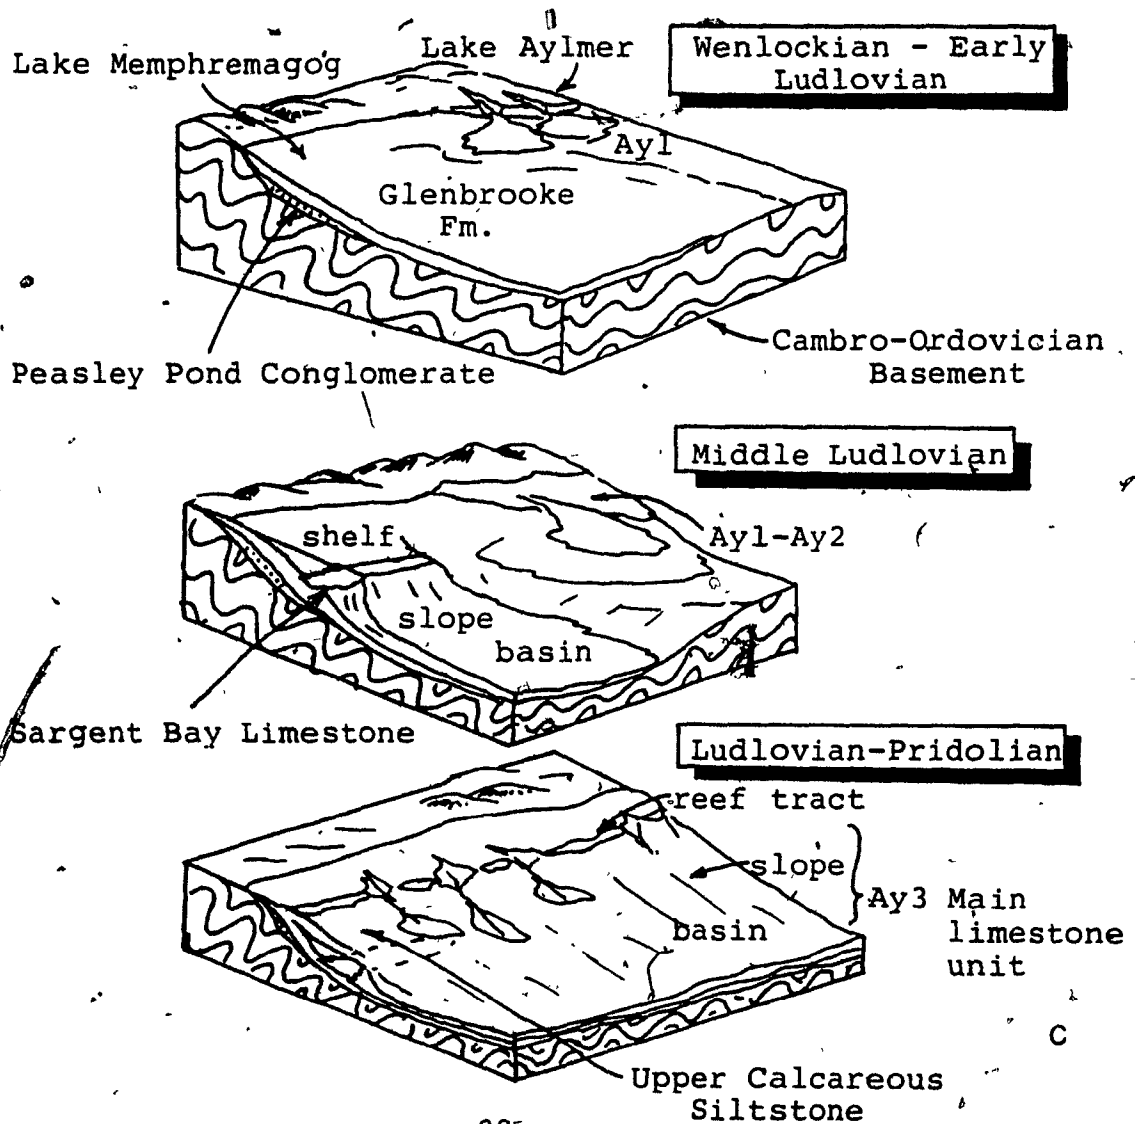 Lake Memphremagog
Lake Aylmer
Wenlockian - Early
Ludlovian
Ay1
Glenbrooke
Fm.
Cambro-Ordovician
Basement
Peasley Pond Conglomerate
Middle Ludlovian
shelf
Ay1-Ay2
slope
basin
Sargent Bay Limestone
Ludlovian-Pridolian
reef tract
slope
Ay3 Main
limestone
unit
basin
C
Upper Calcareous
Siltstone